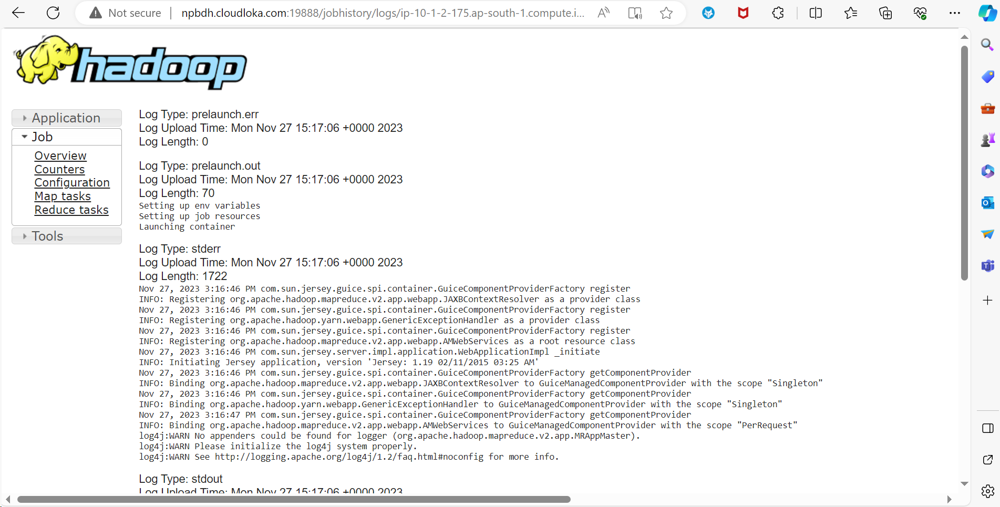 Not secure
npbdh.cloudloka.com:19888/jobhistory/logs/ip-10-1-2-175.ap-south-1.compute.i...
hadoop
Application
Job
Overview
Counters
Configuration
Map tasks
Reduce tasks
Tools
Log Type: prelaunch.err
Log Upload Time: Mon Nov 27 15:17:06 +0000 2023
Log Length: 0
Log Type: prelaunch.out
Log Upload Time: Mon Nov 27 15:17:06 +0000 2023
Log Length: 70
Setting up env variables
Setting up job resources
Launching container
Log Type: stderr
Log Upload Time: Mon Nov 27 15:17:06 +0000 2023
Log Length: 1722
Nov 27, 2023 3:16:46 PM com.sun.jersey.guice.spi.container.GuiceComponentProviderFactory register
INFO: Registering org.apache.hadoop.mapreduce.v2.app.webapp.JAXBContextResolver as a provider class
Nov 27, 2023 3:16:46 PM com.sun.jersey.guice.spi.container.GuiceComponentProviderFactory register
INFO: Registering org.apache.hadoop.yarn.webapp.GenericExceptionHandler as a provider class
Nov 27, 2023 3:16:46 PM com.sun.jersey.guice.spi.container.GuiceComponentProviderFactory register
INFO: Registering org.apache.hadoop.mapreduce.v2.app.webapp.AMWebServices as a root resource class
Nov 27, 2023 3:16:46 PM com.sun.jersey.server.impl.application.WebApplicationImpl _initiate
INFO: Initiating Jersey application, version 'Jersey: 1.19 02/11/2015 03:25 AM'
Nov 27, 2023 3:16:46 PM com.sun.jersey.guice.spi.container.GuiceComponentProviderFactory getComponentProvider
INFO: Binding org.apache.hadoop.mapreduce.v2.app.webapp.JAXBContextResolver to GuiceManagedComponentProvider with the scope "Singleton"
Nov 27, 2023 3:16:46 PM com.sun.jersey.guice.spi.container.GuiceComponentProviderFactory getComponentProvider
INFO: Binding org.apache.hadoop.yarn.webapp.GenericExceptionHandler to GuiceManagedComponentProvider with the scope "Singleton"
Nov 27, 2023 3:16:47 PM com.sun.jersey.guice.spi.container.GuiceComponentProviderFactory getComponentProvider
INFO: Binding org.apache.hadoop.mapreduce.v2.app.webapp.AMWebServices to GuiceManagedComponentProvider with the scope "PerRequest"
log4j:WARN No appenders could be found for logger (org.apache.hadoop.mapreduce.v2.app.MRAppMaster).
log4j:WARN Please initialize the log4j system properly.
log4j:WARN See http://logging.apache.org/log4j/1.2/faq.html#noconfig for more info.
Log Type: stdout
Log Upload Time: Mon Nov 27 15:17:06 +0000 2023